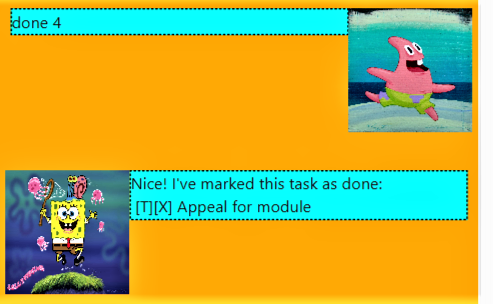 done 4
Nice! I've marked this task as done:
[T][X] Appeal for module